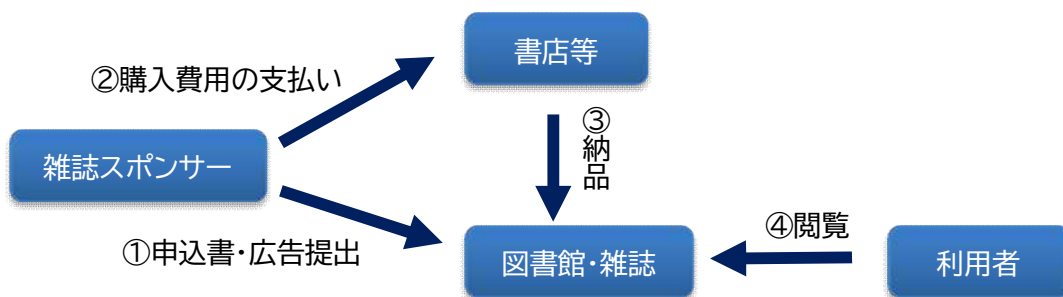 書店等
②購入費用の支払い
③納品
雑誌スポンサー
①申込書・広告提出
図書館・雑誌
④閲覧
利用者